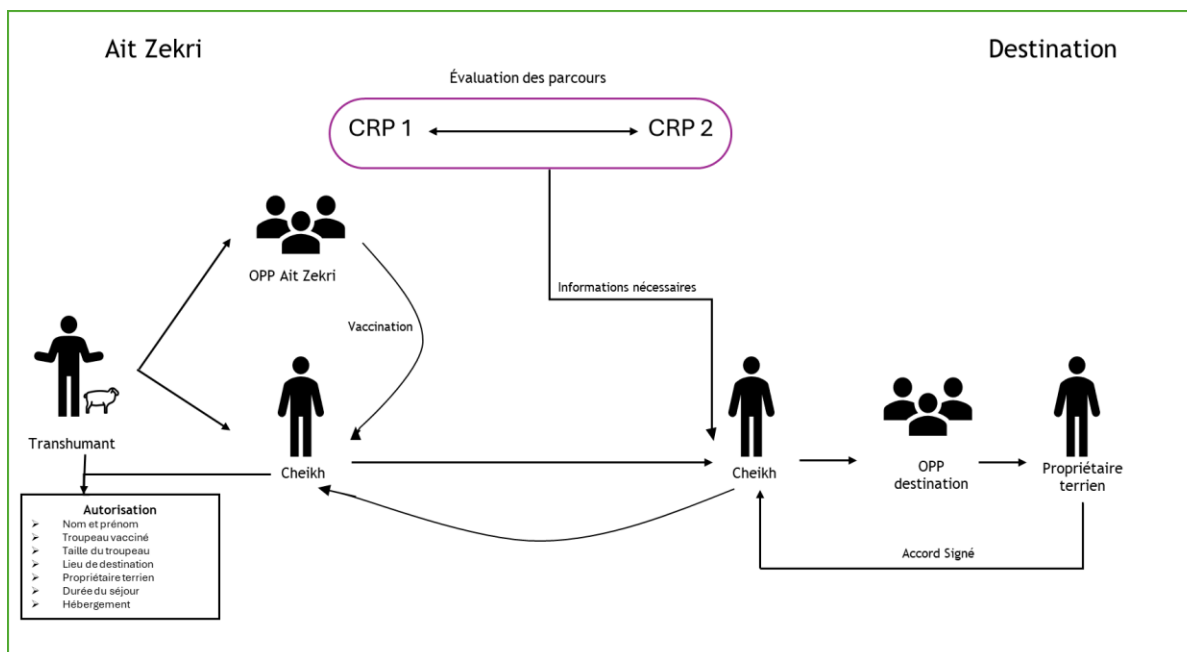 Ait Zekri
Destination
Évaluation des parcours
CRP 1
CRP 2
OPP Ait Zekri
Informations nécessaires
Vaccination
Transhumant
Cheikh
Cheikh
OPP
destination
Propriétaire
terrien
Autorisation
➢ Nom et prénom
➢ Troupeau vacciné
➢ Taille du troupeau
➢ Lieu de destination
➢ Propriétaire terrien
➢ Durée du séjour
➢ Hébergement
Accord Signé